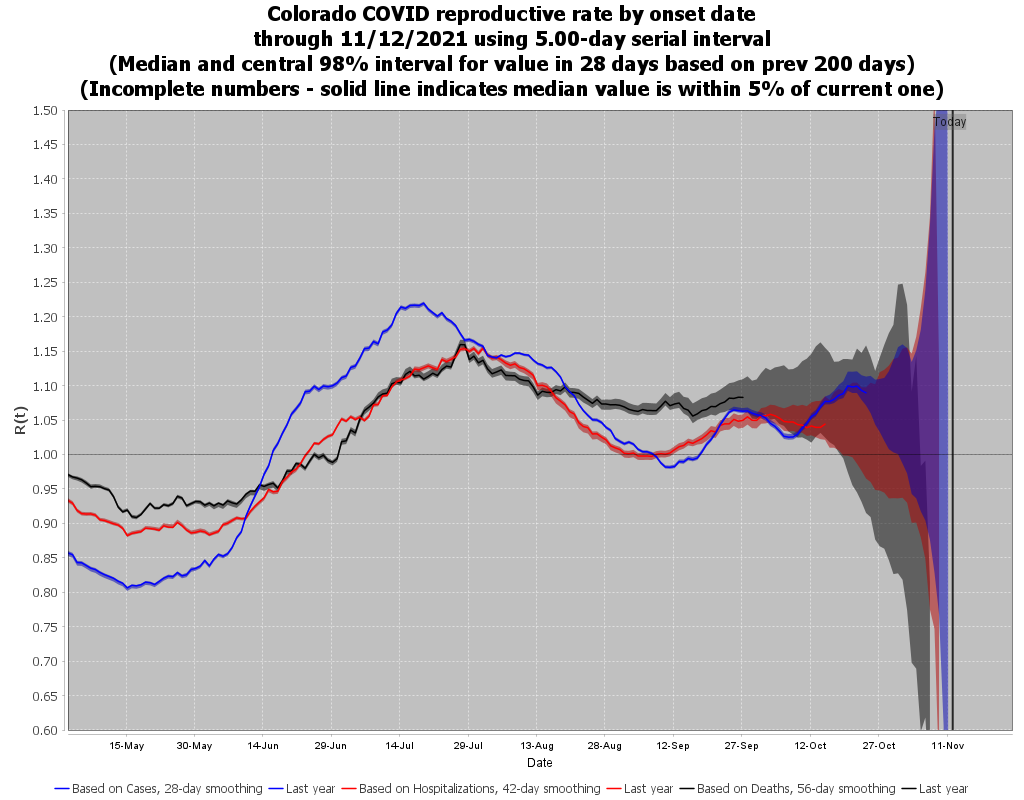 Colorado COVID reproductive rate by onset date
through 11/12/2021 using 5.00-day serial interval
(Median and central 98% interval for value in 28 days based on prev 200 days)
(Incomplete numbers - solid line indicates median value is within 5% of current one)
Today
1.50
1.45
1.40
1.35
1.30
1.25
1.20
1.15
1.10
1.05
1.00
0.95
0.90
0.85
0.80
0.75
0.70
0.65
0.60
R(t)
15-May 30-May 14-Jun 29-Jun 14-Jul 29-Jul 13-Aug 28-Aug 12-Sep 27-Sep 12-Oct 27-Oct 11-Nov
Date
Based on Cases, 28-day smoothing Last year Based on Hospitalizations, 42-day smoothing Last year Based on Deaths, 56-day smoothing Last year